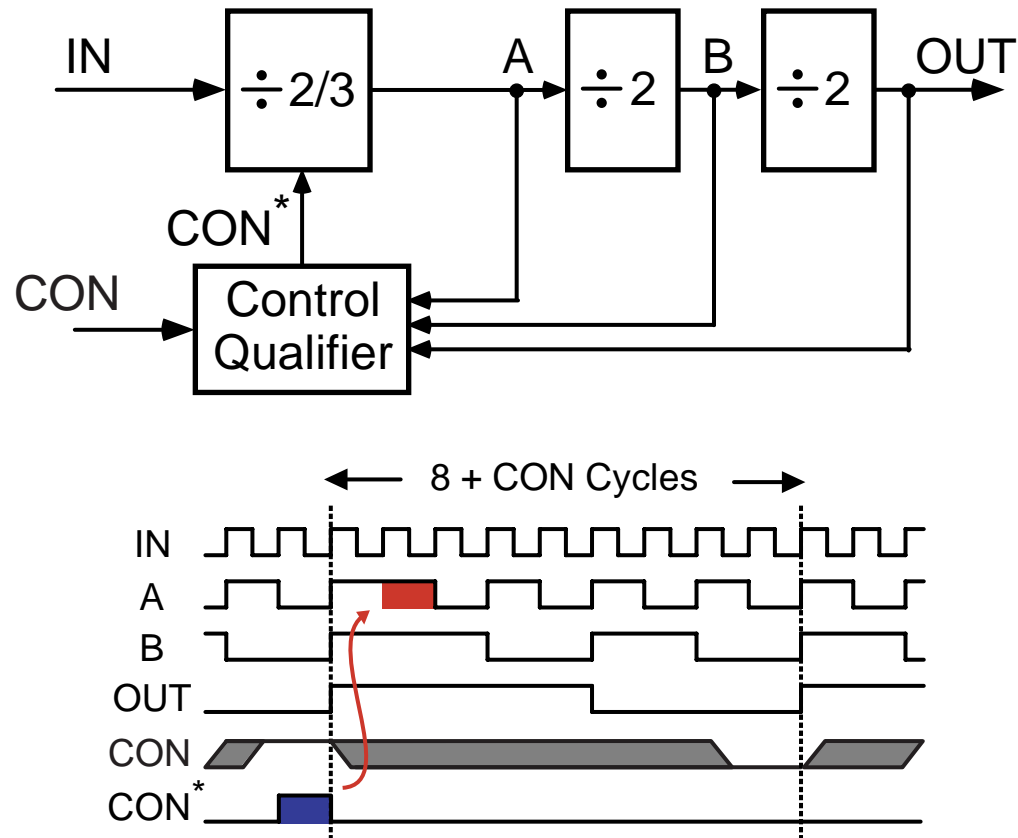 IN
÷2/3
A
÷2
B
÷2
OUT
CON*
CON
Control
Qualifier
8 + CON Cycles
IN
A
B
OUT
CON
CON*